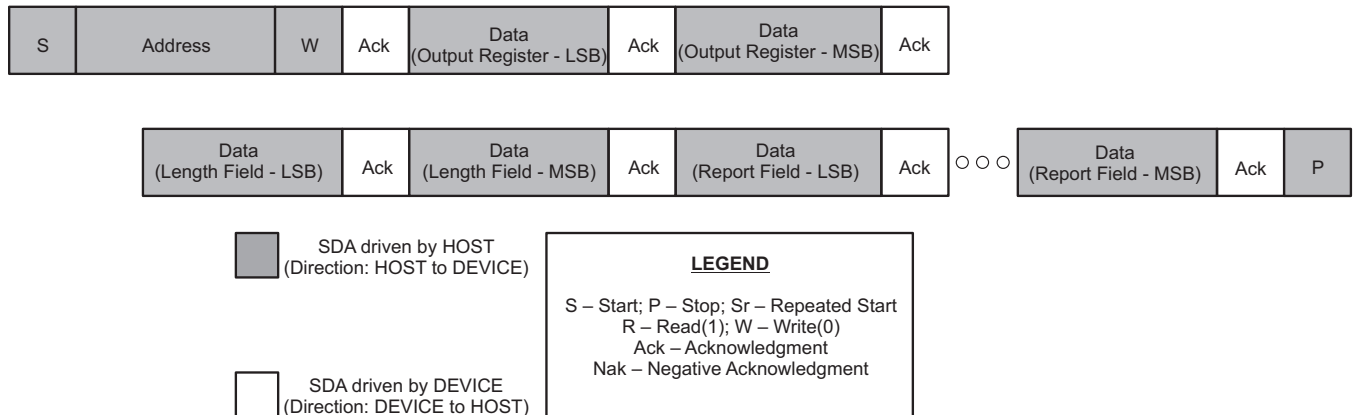 S Address W Ack Data Ack Data Ack
(Output Register - LSB) (Output Register - MSB)
Data Ack Data Ack Data Ack Data Ack P
(Length Field - LSB) (Length Field - MSB) (Report Field - LSB) (Report Field - MSB)
SDA driven by HOST
(Direction: HOST to DEVICE)
LEGEND
S – Start; P – Stop; Sr – Repeated Start
R – Read(1); W – Write(0)
Ack – Acknowledgment
Nak – Negative Acknowledgment
SDA driven by DEVICE
(Direction: DEVICE to HOST)